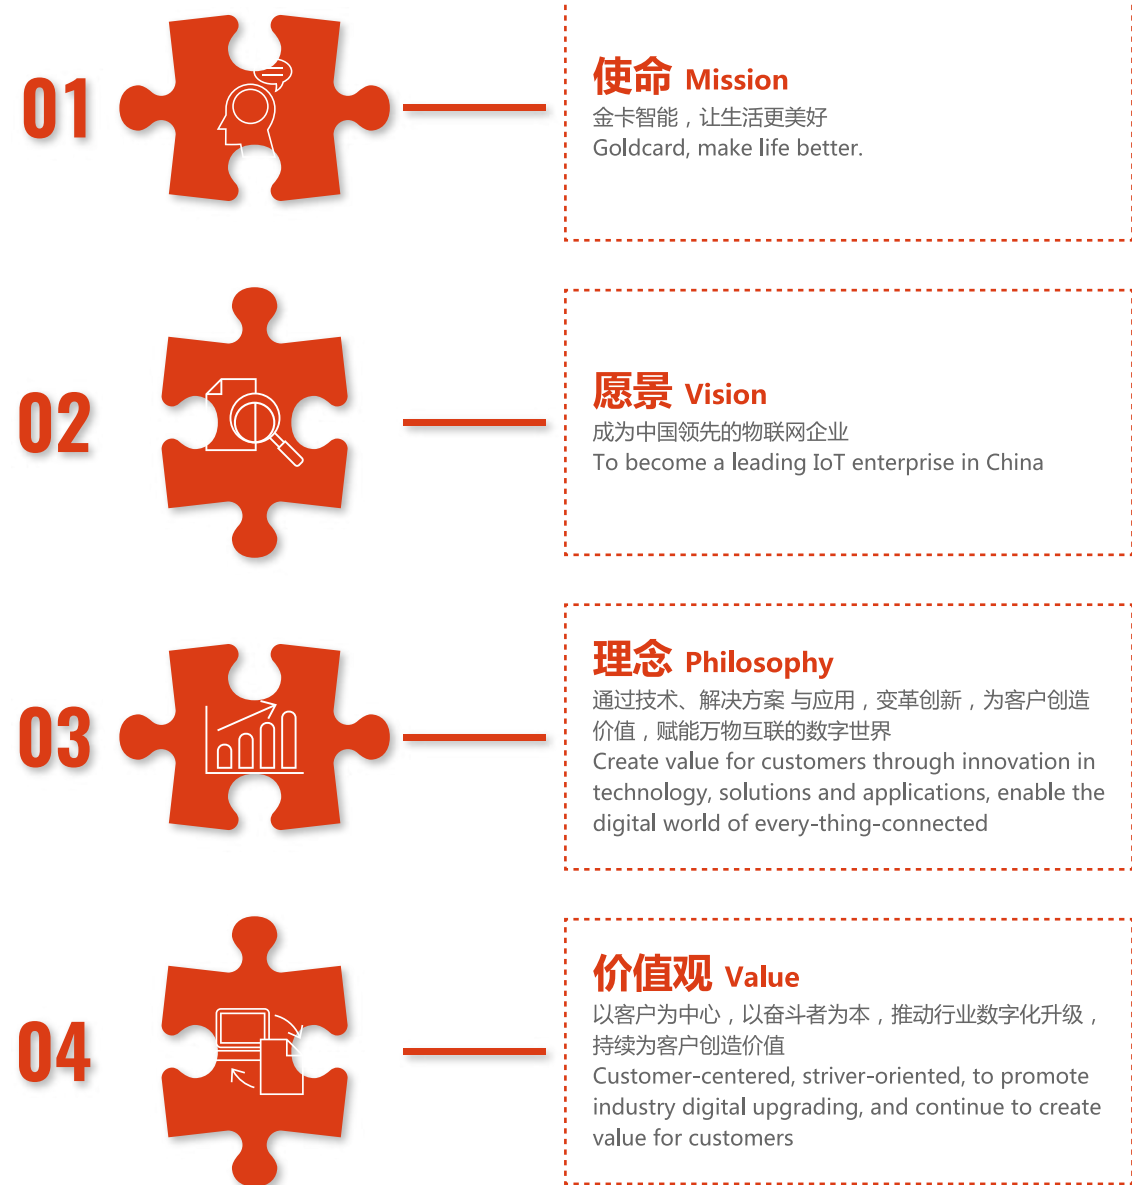 01
使命 Mission
金卡智能，让生活更美好
Goldcard, make life better.
02
愿景 Vision
成为中国领先的物联网企业
To become a leading IoT enterprise in China
03
理念 Philosophy
通过技术、解决方案 与应用，变革创新，为客户创造
价值，赋能万物互联的数字世界
Create value for customers through innovation in
technology, solutions and applications, enable the
digital world of every-thing-connected
04
价值观 Value
以客户为中心，以奋斗者为本，推动行业数字化升级，
持续为客户创造价值
Customer-centered, striver-oriented, to promote
industry digital upgrading, and continue to create
value for customers